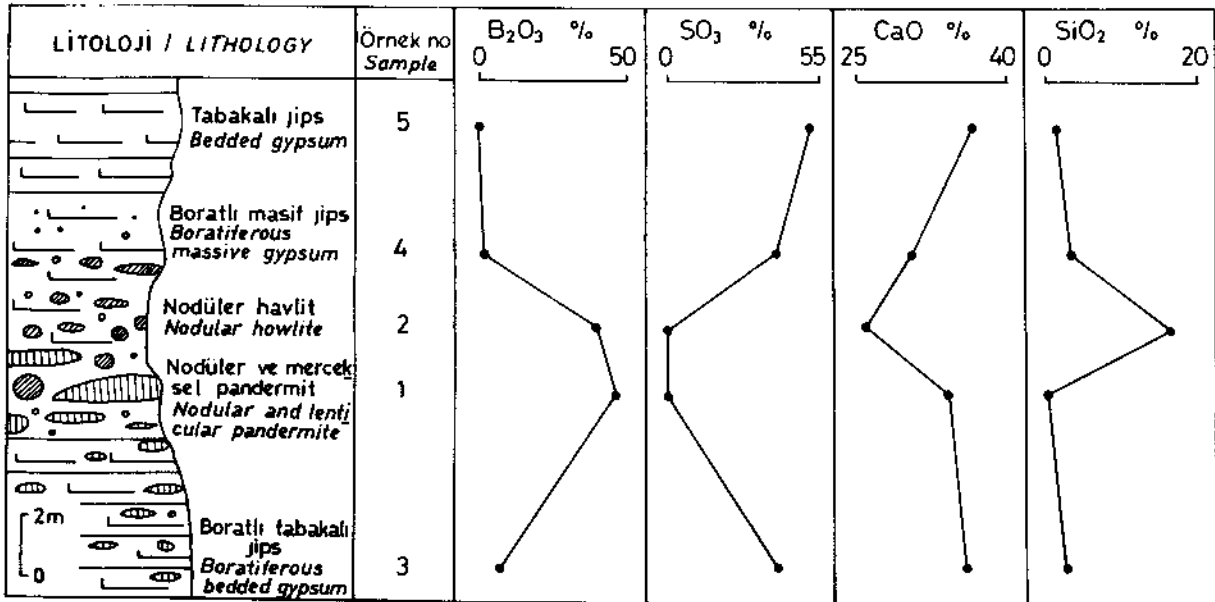 LİTOLOJİ / LITHOLOGY
Örnek no
Sample
B₂O₃ %
0 50
SO₃ %
0 55
CaO %
25 40
SiO₂ %
0 20
Tabakalı jips
Bedded gypsum
5
Boratlı masif jips
Boratiferous
massive gypsum
4
Nodüler havlit
Nodular howlite
2
Nodüler ve mercek
sel pandermit
Nodular and lenti
cular pandermite
1
2m
0
Boratlı tabakalı
jips
Boratiferous
bedded gypsum
3